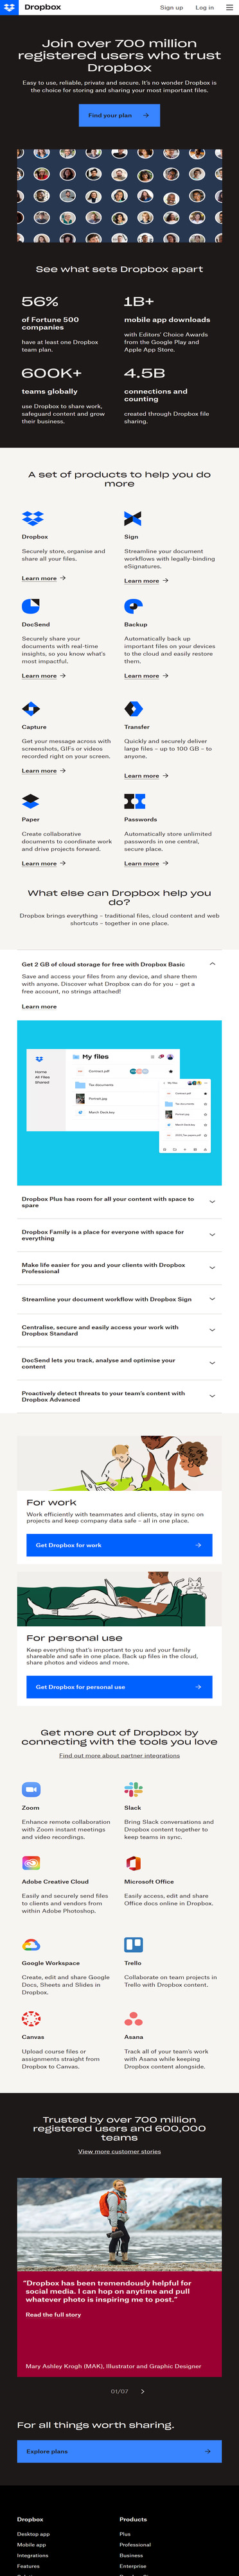 Dropbox
Sign up
Log in
Join over 700 million
registered users who trust
Dropbox
Easy to use, reliable, private and secure. It's no wonder Dropbox is
the choice for storing and sharing your most important files.
Find your plan
See what sets Dropbox apart
56%
of Fortune 500
companies
have at least one Dropbox
team plan.
1B+
mobile app downloads
with Editors' Choice Awards
from the Google Play and
Apple App Store.
600K+
teams globally
use Dropbox to share work,
safeguard content and grow
their business.
4.5B
connections and
counting
created through Dropbox file
sharing.
A set of products to help you do
more
Dropbox
Securely store, organise and
share all your files.
Learn more
Sign
Streamline your document
workflows with legally-binding
eSignatures.
Learn more
DocSend
Securely share your
documents with real-time
insights, so you know what's
most impactful.
Learn more
Backup
Automatically back up
important files on your devices
to the cloud and easily restore
them.
Learn more
Capture
Get your message across with
screenshots, GIFs or videos
recorded right on your screen.
Learn more
Transfer
Quickly and securely deliver
large files – up to 100 GB – to
anyone.
Learn more
Paper
Create collaborative
documents to coordinate work
and drive projects forward.
Learn more
Passwords
Automatically store unlimited
passwords in one central,
secure place.
Learn more
What else can Dropbox help you
do?
Dropbox brings everything – traditional files, cloud content and web
shortcuts – together in one place.
Get 2 GB of cloud storage for free with Dropbox Basic
Save and access your files from any device, and share them
with anyone. Discover what Dropbox can do for you – get a
free account, no strings attached!
Learn more
My files
Home
All Files
Shared
Contract.pdf
Tax documents
Portrait.jpg
March Deck.key
My files
Contract.pdf
Tax documents
Portrait.jpg
March Deck.key
Dropbox Plus has room for all your content with space to
spare
Dropbox Family is a place for everyone with space for
everything
Make life easier for you and your clients with Dropbox
Professional
Streamline your document workflow with Dropbox Sign
Centralise, secure and easily access your work with
Dropbox Standard
DocSend lets you track, analyse and optimise your
content
Proactively detect threats to your team's content with
Dropbox Advanced
For work
Work efficiently with teammates and clients, stay in sync on
projects and keep company data safe – all in one place.
Get Dropbox for work
For personal use
Keep everything that's important to you and your family
shareable and safe in one place. Back up files in the cloud,
share photos and videos and more.
Get Dropbox for personal use
Get more out of Dropbox by
connecting with the tools you love
Find out more about partner integrations
Zoom
Enhance remote collaboration
with Zoom instant meetings
and video recordings.
Slack
Bring Slack conversations and
Dropbox content together to
keep teams in sync.
Adobe Creative Cloud
Easily and securely send files
to clients and vendors from
within Adobe Photoshop.
Microsoft Office
Easily access, edit and share
Office docs online in Dropbox.
Google Workspace
Create, edit and share Google
Docs, Sheets and Slides in
Dropbox.
Trello
Collaborate on team projects in
Trello with Dropbox content.
Canvas
Upload course files or
assignments straight from
Dropbox to Canvas.
Asana
Track all of your team's work
with Asana while keeping
Dropbox content alongside.
Trusted by over 700 million
registered users and 600,000
teams
View more customer stories
“Dropbox has been tremendously helpful for
social media. I can hop on anytime and pull
whatever photo is inspiring me to post.”
Read the full story
Mary Ashley Krogh (MAK), Illustrator and Graphic Designer
01/07
For all things worth sharing.
Explore plans
Dropbox
Desktop app
Mobile app
Integrations
Features
Products
Plus
Professional
Business
Enterprise